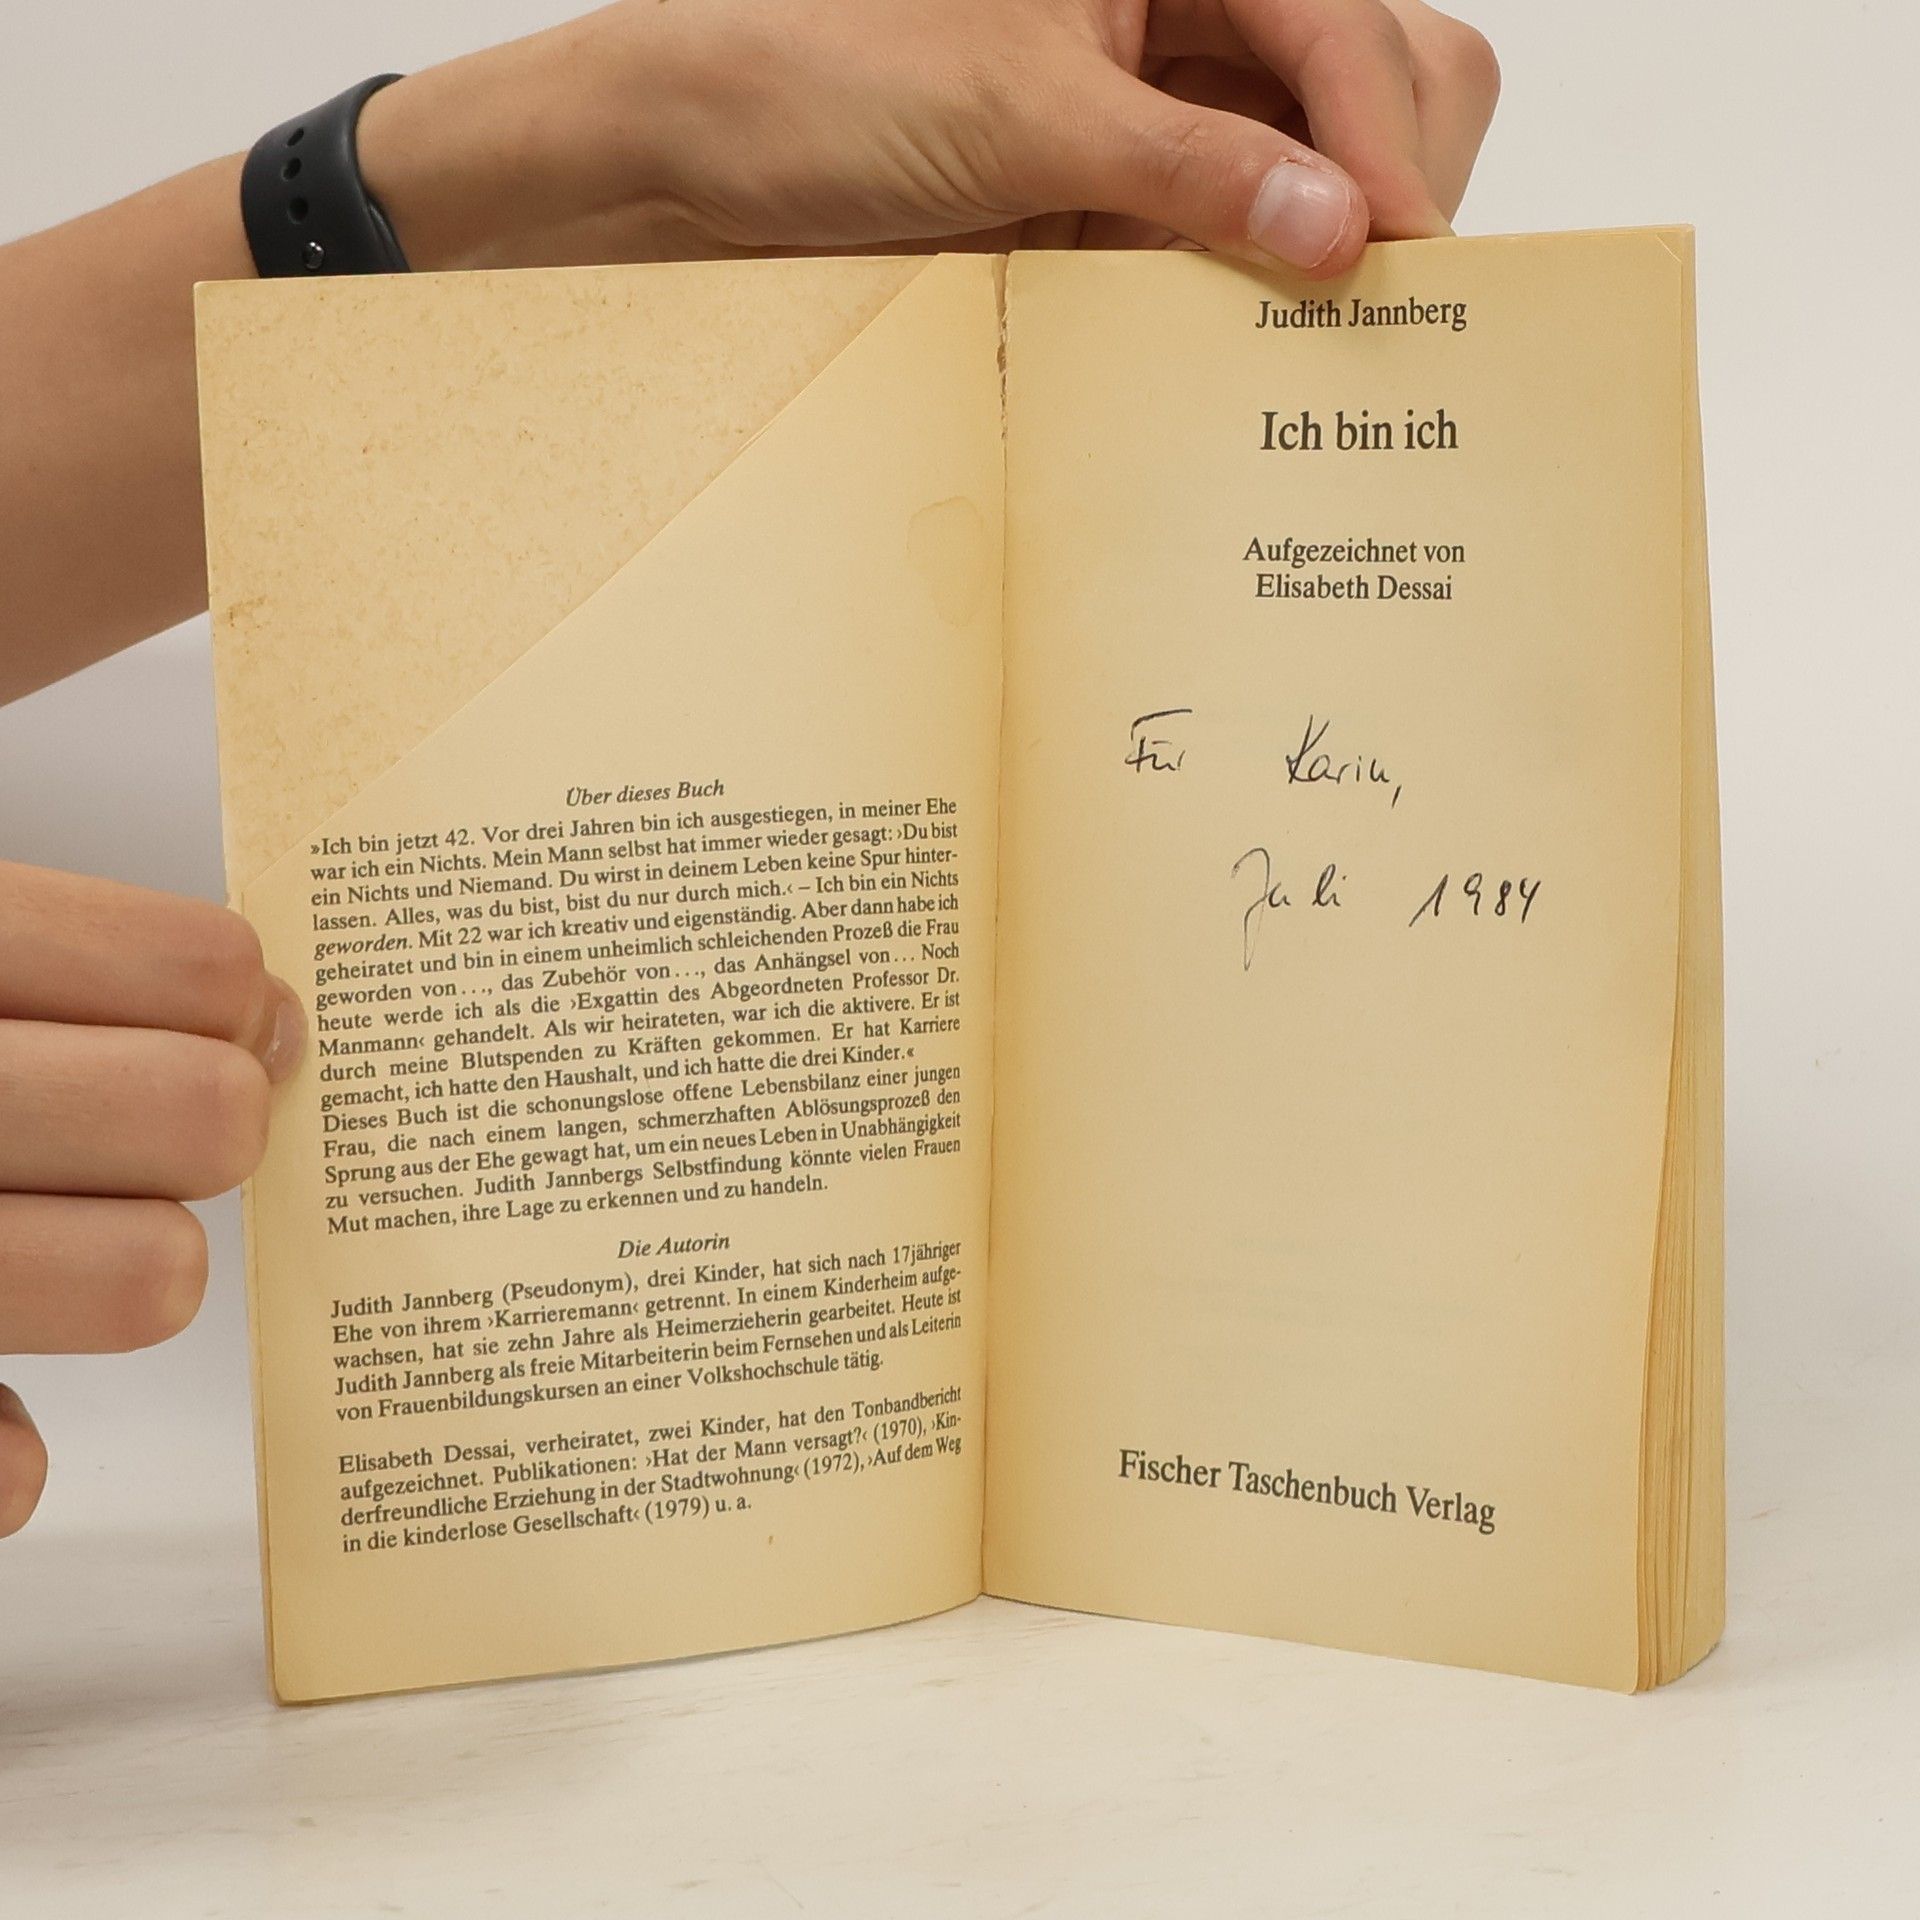 Über dieses Buch
»Ich bin jetzt 42. Vor drei Jahren bin ich ausgestiegen, in meiner Ehe
war ich ein Nichts. Mein Mann selbst hat immer wieder gesagt: ›Du bist
ein Nichts und Niemand. Du wirst in deinem Leben keine Spur hinter-
lassen. Alles, was du bist, bist du nur durch mich.‹ – Ich bin ein Nichts
geworden. Mit 22 war ich kreativ und eigenständig. Aber dann habe ich
geheiratet und bin in einem unheimlich schleichenden Prozeß die Frau
geworden von . . ., das Zubehör von . . ., das Anhängsel von . . . Noch
heute werde ich als die ›Exgattin des Abgeordneten Professor Dr.
Manmann‹ gehandelt. Als wir heirateten, war ich die aktivere. Er ist
durch meine Blutspenden zu Kräften gekommen. Er hat Karriere
gemacht, ich hatte den Haushalt, und ich hatte die drei Kinder.«
Dieses Buch ist die schonungslose offene Lebensbilanz einer jungen
Frau, die nach einem langen, schmerzhaften Ablösungsprozeß den
Sprung aus der Ehe gewagt hat, um ein neues Leben in Unabhängigkeit
zu versuchen. Judith Jannbergs Selbstfindung könnte vielen Frauen
Mut machen, ihre Lage zu erkennen und zu handeln.
Die Autorin
Judith Jannberg (Pseudonym), drei Kinder, hat sich nach 17jähriger
Ehe von ihrem ›Karrieremann‹ getrennt. In einem Kinderheim aufge-
wachsen, hat sie zehn Jahre als Heimerzieherin gearbeitet. Heute ist
Judith Jannberg als freie Mitarbeiterin beim Fernsehen und als Leiterin
von Frauenbildungskursen an einer Volkshochschule tätig.
Elisabeth Dessai, verheiratet, zwei Kinder, hat den Tonbandbericht
aufgezeichnet. Publikationen: ›Hat der Mann versagt?‹ (1970), ›Kin-
derfreundliche Erziehung in der Stadtwohnung‹ (1972), ›Auf dem Weg
in die kinderlose Gesellschaft‹ (1979) u. a.
Judith Jannberg
Ich bin ich
Aufgezeichnet von
Elisabeth Dessai
Für Karin,
Juli 1984
Fischer Taschenbuch Verlag